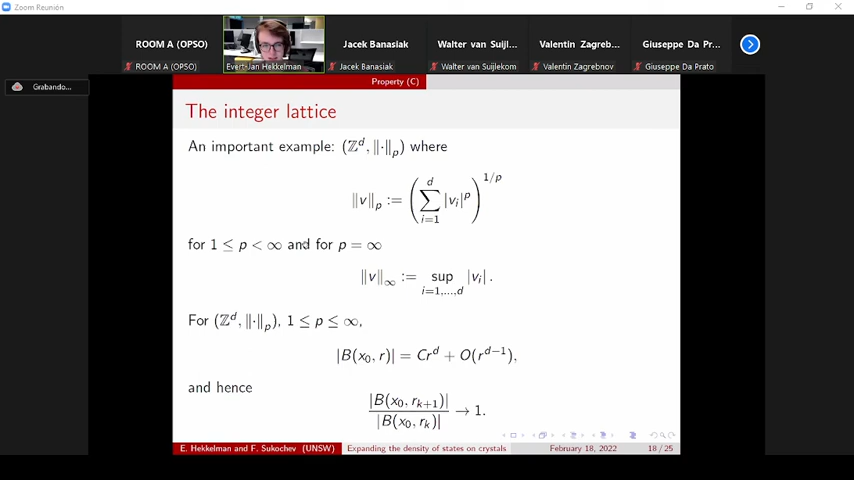 Zoom Reunión
ROOM A (OPSO)
Jacek Banasiak
Walter van Suijl...
Valentin Zagreb...
Giuseppe Da Pr...
ROOM A (OPSO)
Evert-Jan Hekkelman
Jacek Banasiak
Walter van Suijlekom
Valentin Zagrebnov
Giuseppe Da Prato
Grabando...
Property (C)
The integer lattice
An important example: (ℤ^d, ‖·‖_p) where
‖v‖_p := (∑_{i=1}^{d} |v_i|^p)^{1/p}
for 1 ≤ p < ∞ and for p = ∞
‖v‖_∞ := sup_{i=1,...,d} |v_i|.
For (ℤ^d, ‖·‖_p), 1 ≤ p ≤ ∞,
|B(x_0, r)| = Cr^d + O(r^{d−1}),
and hence
|B(x_0, r_{k+1})| / |B(x_0, r_k)| → 1.
E. Hekkelman and F. Sukochev (UNSW)
Expanding the density of states on crystals
February 18, 2022
18 / 25